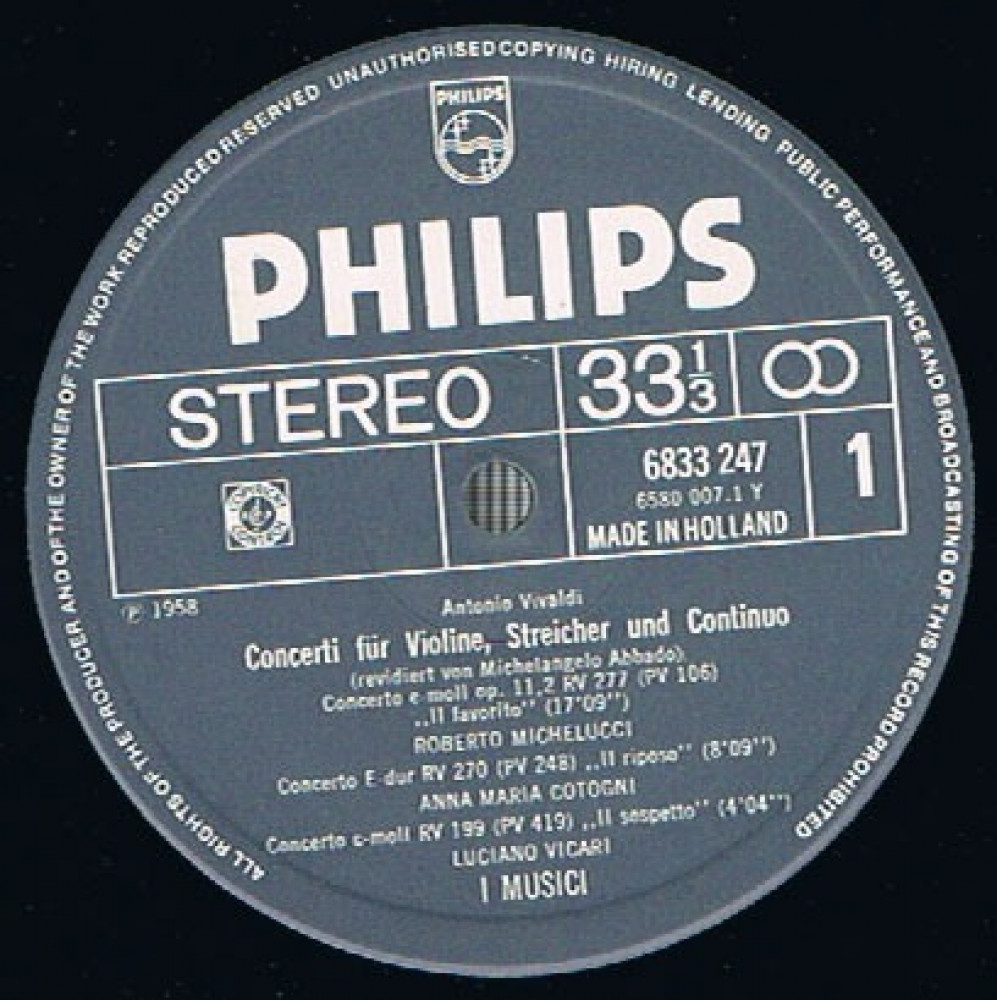 ALL RIGHTS OF THE PRODUCER AND OF THE OWNER OF THE WORK REPRODUCED RESERVED UNAUTHORISED COPYING HIRING LENDING PUBLIC PERFORMANCE AND BROADCASTING OF THIS RECORD PROHIBITED
PHILIPS
PHILIPS
STEREO
33 1/3
6833 247
6580 007.1 Y
MADE IN HOLLAND
1
℗ 1958
Antonio Vivaldi
Concerti für Violine, Streicher und Continuo
(revidiert von Michelangelo Abbado)
Concerto e-moll op. 11,2 RV 277 (PV 106)
,,Il favorito" (17'09")
ROBERTO MICHELUCCI
Concerto E-dur RV 270 (PV 248) ,,Il riposo" (8'09")
ANNA MARIA COTOGNI
Concerto c-moll RV 199 (PV 419) ,,Il sospetto" (4'04")
LUCIANO VICARI
I MUSICI